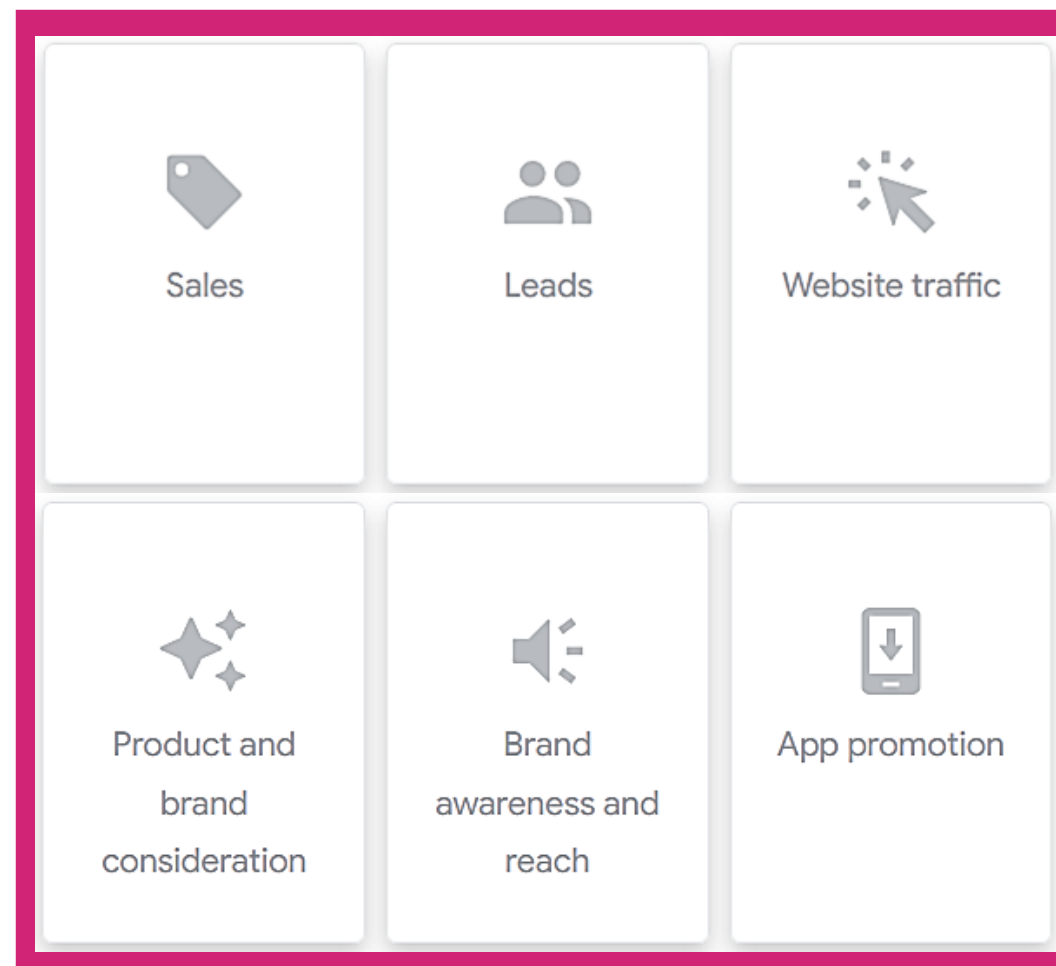 Sales
Leads
Website traffic
Product and
brand
consideration
Brand
awareness and
reach
App promotion